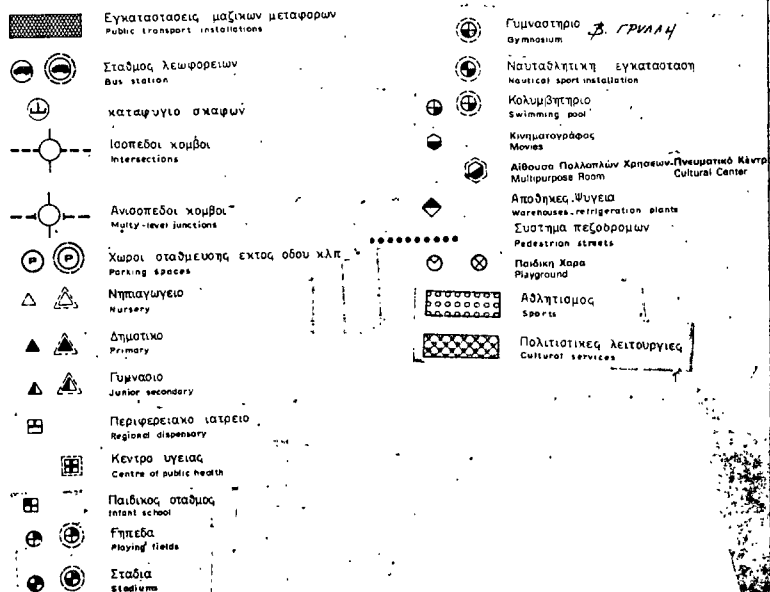 Εγκαταστασεις μαζικων μεταφορων
Public transport installations
Σταθμος λεωφορειων
Bus station
καταφυγιο σκαφων
Ισοπεδοι κομβοι
Intersections
Ανισοπεδοι κομβοι
Multy-level junctions
P P Χωροι σταθμευσης εκτος οδου κλπ
Parking spaces
Νηπιαγωγειο
Nursery
Δημοτικο
Primary
Γυμνασιο
Junior secondary
Περιφερειακο ιατρειο
Regional dispensary
Κεντρο υγειας
Centre of public health
Παιδικος σταθμος
Infant school
Γηπεδα
Playing fields
Σταδια
Stadiums
Γυμναστηριο
Gymnasium
Ναυταθλητικη εγκατασταση
Nautical sport installation
Κολυμβητηριο
Swimming pool
Κινηματογράφος
Movies
Αίθουσα Πολλαπλών Χρησεων-Πνευματικό Κέντρ
Multipurpose Room Cultural Center
Αποθηκες.Ψυγεια
Warehouses.refrigeration plants
Συστημα πεζοδρομων
Pedestrian streets
Παιδικη Χαρα
Playground
Αθλητισμος
Sports
Πολιτιστικες λειτουργιες
Cultural services